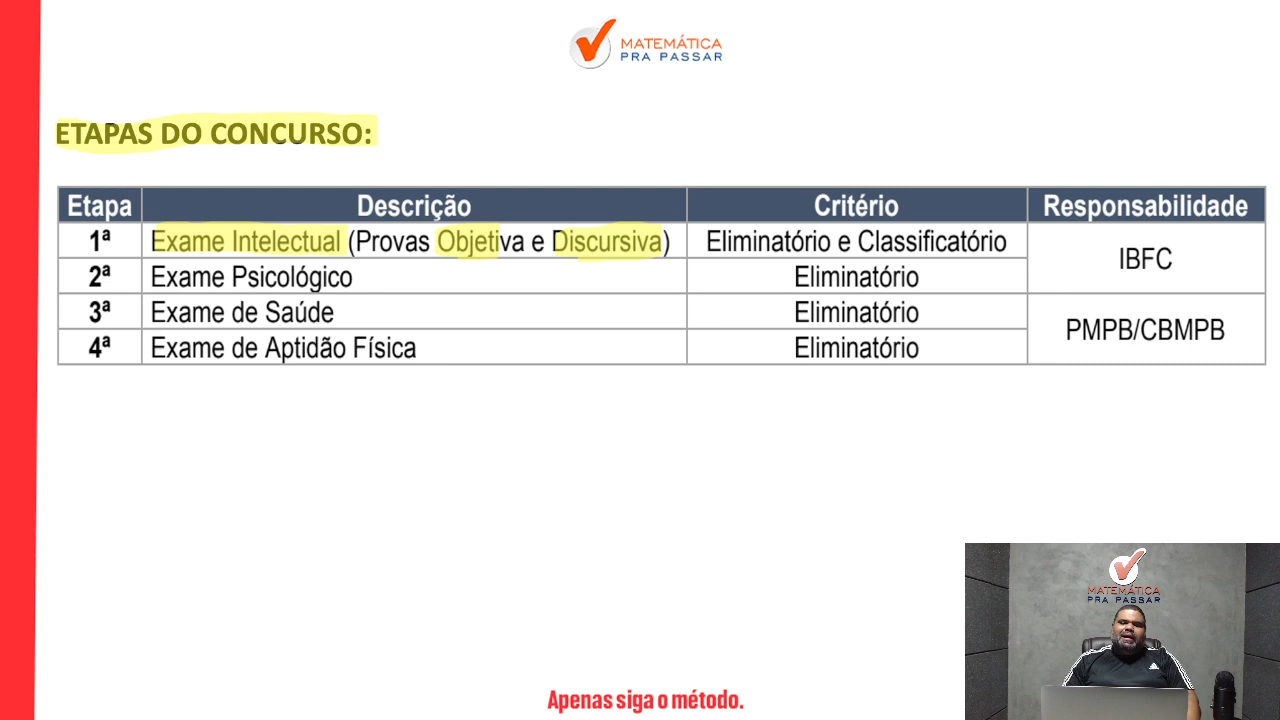 MATEMÁTICA
PRA PASSAR
ETAPAS DO CONCURSO:
Etapa Descrição Critério Responsabilidade
1ª Exame Intelectual (Provas Objetiva e Discursiva) Eliminatório e Classificatório IBFC
2ª Exame Psicológico Eliminatório
3ª Exame de Saúde Eliminatório PMPB/CBMPB
4ª Exame de Aptidão Física Eliminatório
MATEMÁTICA
PRA PASSAR
Apenas siga o método.